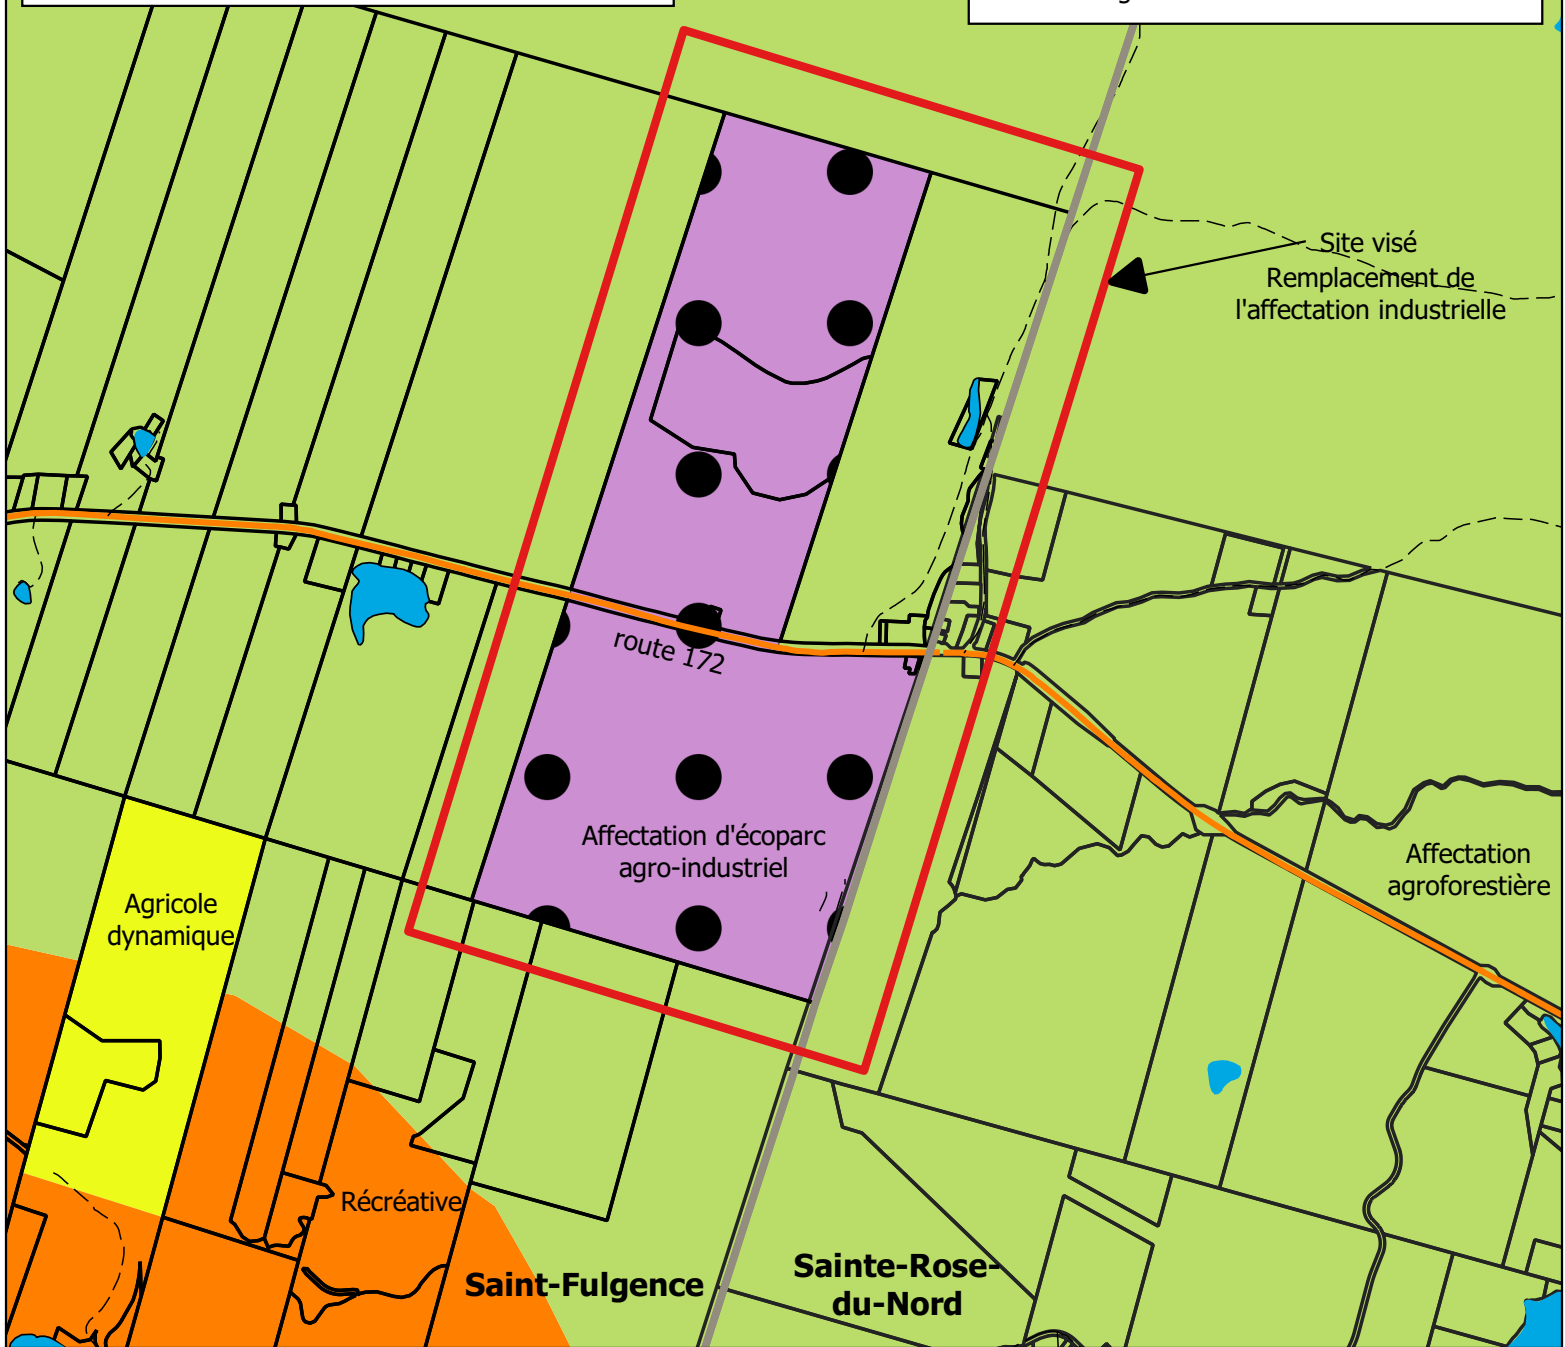 Site visé
Remplacement de
l'affectation industrielle
route 172
Affectation d'écoparc
agro-industriel
Affectation
agroforestière
Agricole
dynamique
Récréative
Saint-Fulgence
Sainte-Rose-
du-Nord